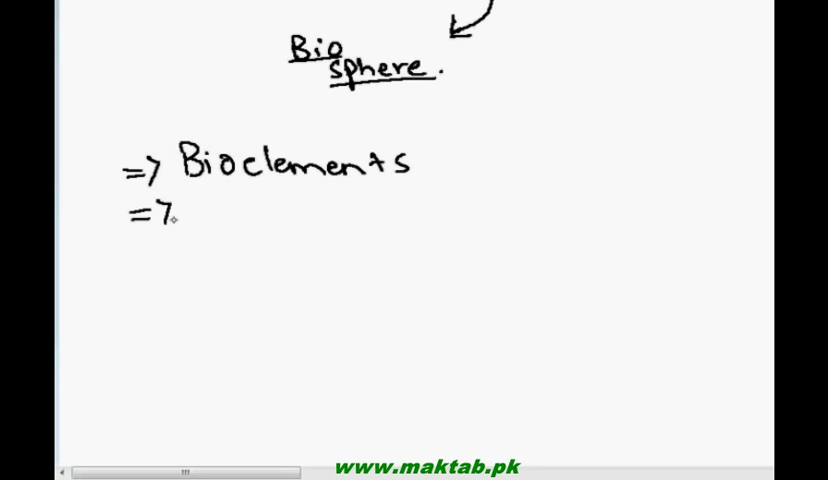 Bio
sphere.
=> Bioelements
=>
www.maktab.pk